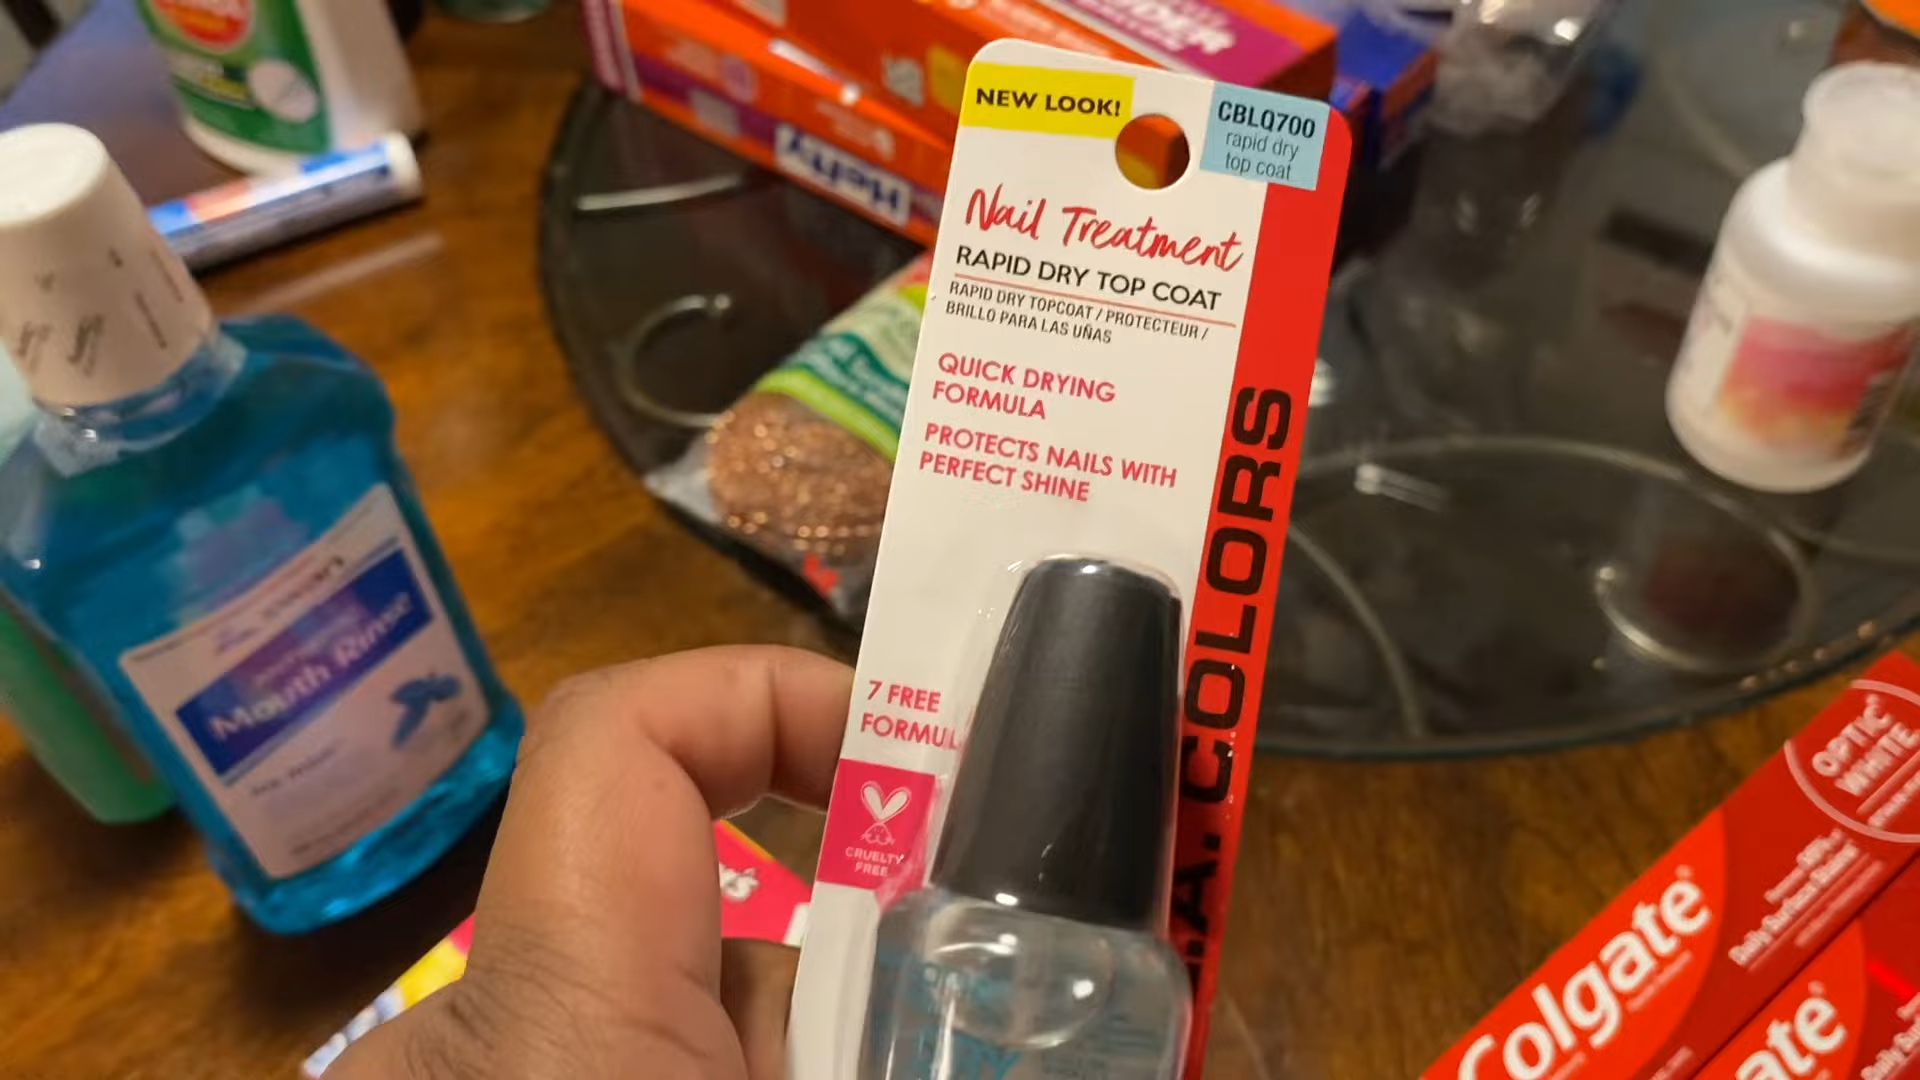 NEW LOOK!
CBLQ700
rapid dry
top coat
Nail Treatment
RAPID DRY TOP COAT
RAPID DRY TOPCOAT / PROTECTEUR /
BRILLO PARA LAS UÑAS
QUICK DRYING
FORMULA
PROTECTS NAILS WITH
PERFECT SHINE
7 FREE
FORMUL
CRUELTY
FREE
.A. COLORS
Hefty
Mouth Rinse
OPTIC
WHITE
Colgate
ate